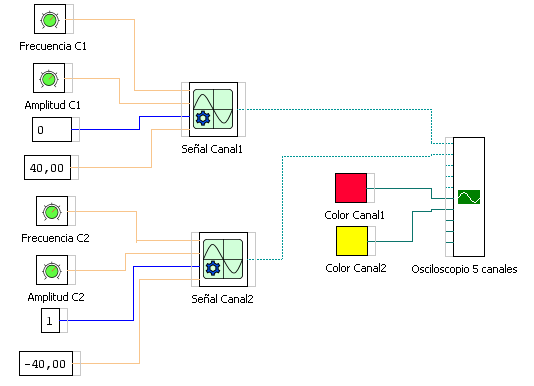 Frecuencia C1
Amplitud C1
0
40,00
Señal Canal1
Frecuencia C2
Amplitud C2
1
-40,00
Señal Canal2
Color Canal1
Color Canal2
Osciloscopio 5 canales